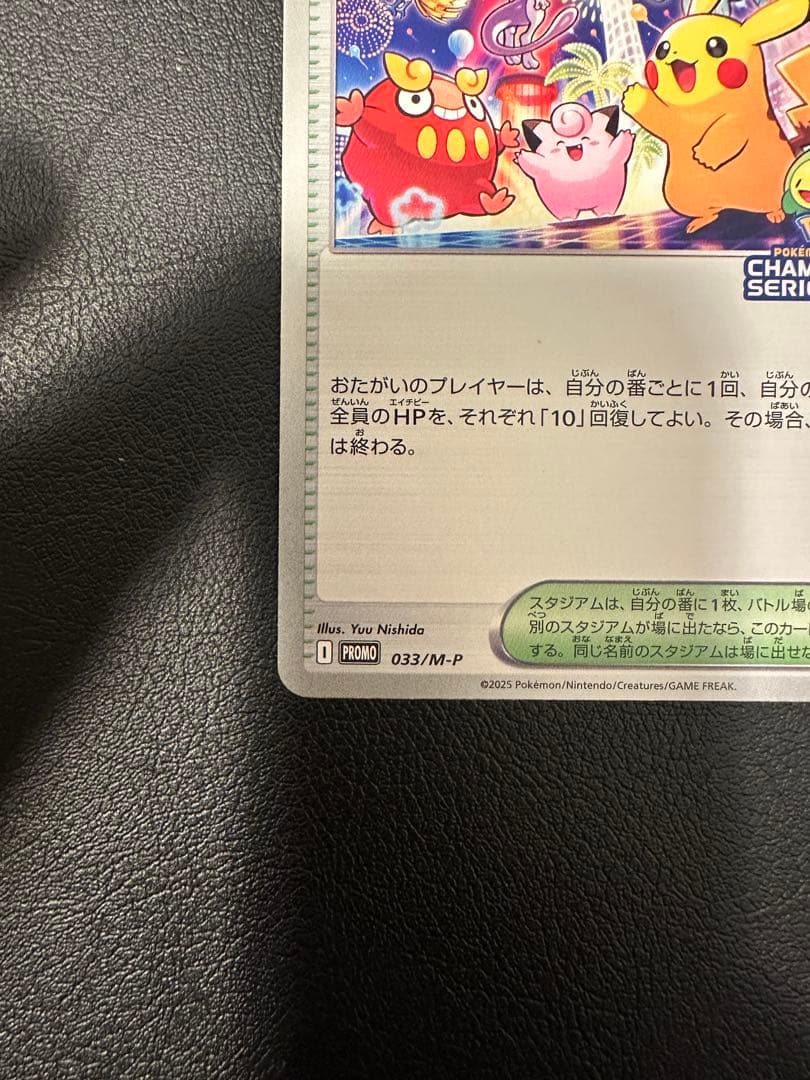 POKÉM
CHAM
SERIE
おたがいのプレイヤーは、自分の番ごとに1回、自分の
全員のHPを、それぞれ「10」回復してよい。その場合、
は終わる。
スタジアムは、自分の番に1枚、バトル場の
別のスタジアムが場に出たなら、このカード
する。同じ名前のスタジアムは場に出せな
Illus. Yuu Nishida
I PROMO 033/M-P
©2025 Pokémon/Nintendo/Creatures/GAME FREAK.